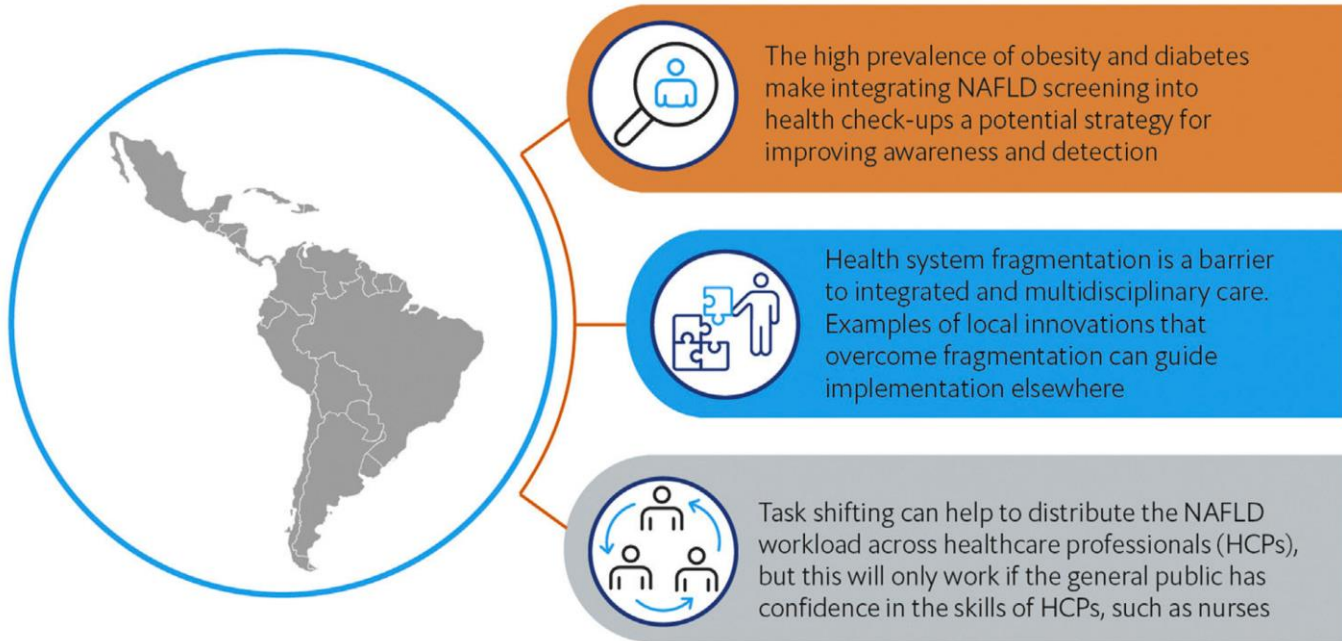 The high prevalence of obesity and diabetes
make integrating NAFLD screening into
health check-ups a potential strategy for
improving awareness and detection
Health system fragmentation is a barrier
to integrated and multidisciplinary care.
Examples of local innovations that
overcome fragmentation can guide
implementation elsewhere
Task shifting can help to distribute the NAFLD
workload across healthcare professionals (HCPs),
but this will only work if the general public has
confidence in the skills of HCPs, such as nurses